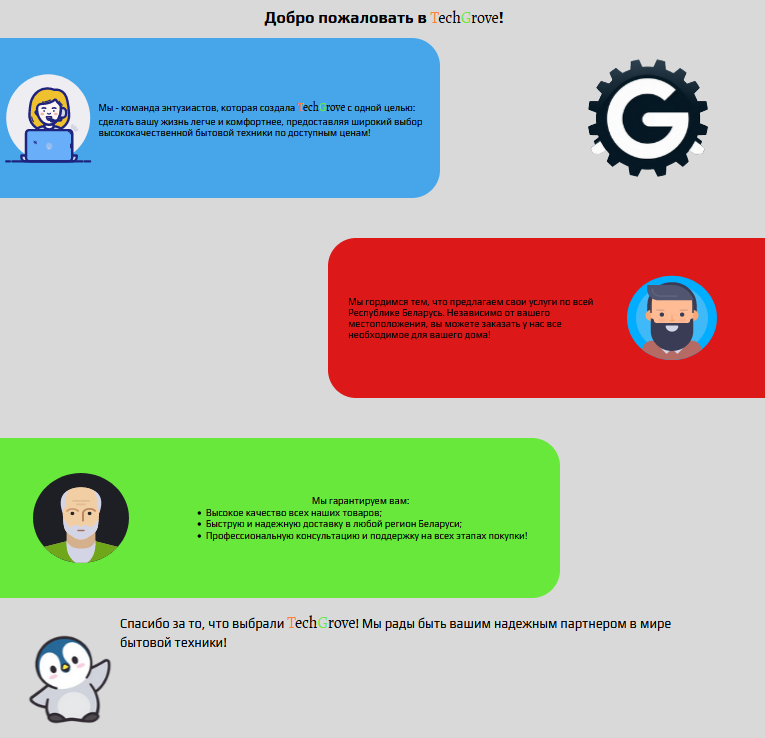 Добро пожаловать в TechGrove!
Мы - команда энтузиастов, которая создала TechGrove с одной целью:
сделать вашу жизнь легче и комфортнее, предоставляя широкий выбор
высококачественной бытовой техники по доступным ценам!
G
Мы гордимся тем, что предлагаем свои услуги по всей
Республике Беларусь. Независимо от вашего
местоположения, вы можете заказать у нас все
необходимое для вашего дома!
Мы гарантируем вам:
• Высокое качество всех наших товаров;
• Быструю и надежную доставку в любой регион Беларуси;
• Профессиональную консультацию и поддержку на всех этапах покупки!
Спасибо за то, что выбрали TechGrove! Мы рады быть вашим надежным партнером в мире
бытовой техники!